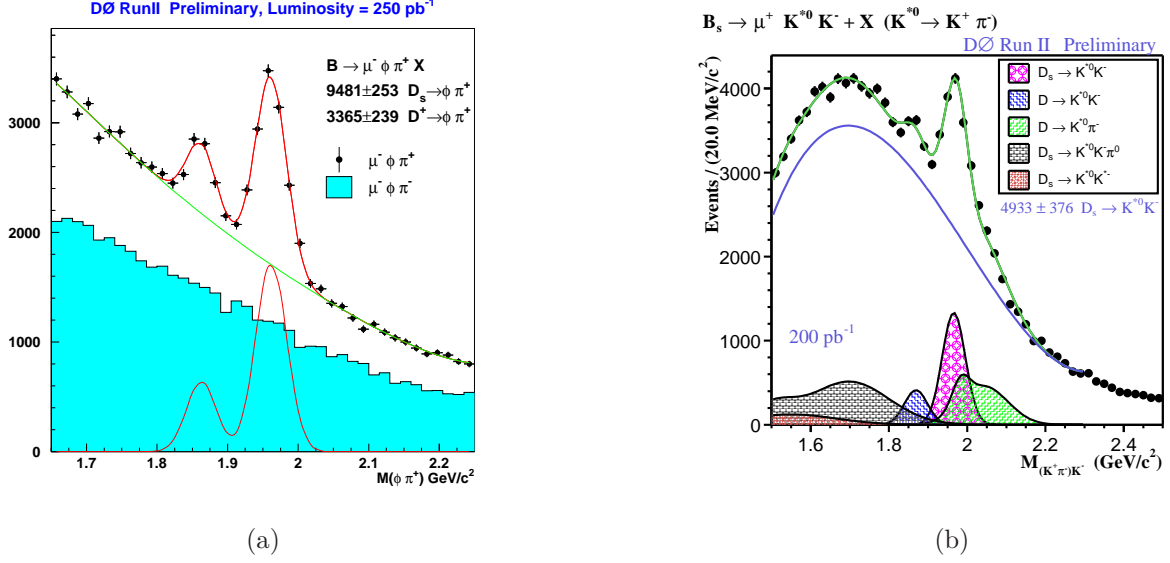 DØ RunII Preliminary, Luminosity = 250 pb⁻¹
B → μ⁻ ϕ π⁺ X
9481±253 Dₛ→ϕ π⁺
3365±239 D⁺→ϕ π⁺
μ⁻ ϕ π⁺
μ⁻ ϕ π⁻
3000
2000
1000
0
1.7 1.8 1.9 2 2.1 2.2
M(ϕ π⁺) GeV/c²
(a)
Bₛ → μ⁺ K*⁰ K⁻ + X (K*⁰ → K⁺ π⁻)
DØ Run II Preliminary
Dₛ → K*⁰K⁻
D → K*⁰K⁻
D → K*⁰π⁻
Dₛ → K*⁰K⁻π⁰
Dₛ → K*⁰K*⁻
4933 ± 376 Dₛ → K*⁰K⁻
200 pb⁻¹
Events / (20.0 MeV/c²)
4000
3000
2000
1000
0
1.6 1.8 2 2.2 2.4
M(K⁺π⁻)K⁻ (GeV/c²)
(b)